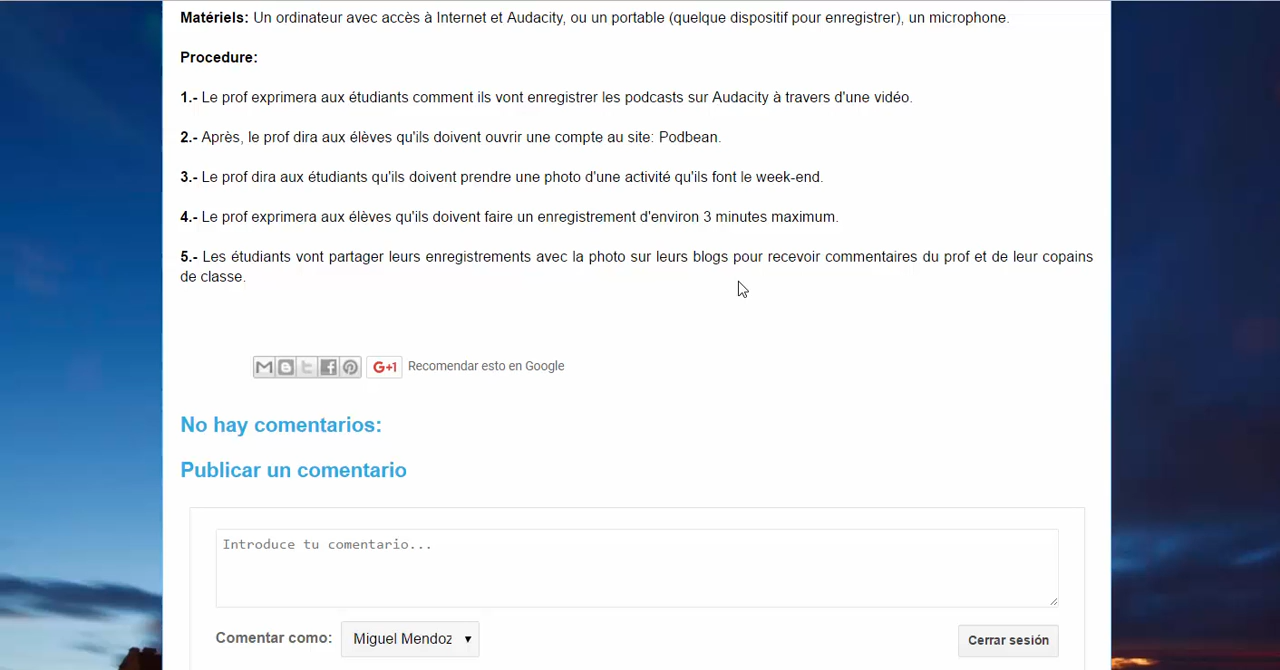 Matériels: Un ordinateur avec accès à Internet et Audacity, ou un portable (quelque dispositif pour enregistrer), un microphone.
Procedure:
1.- Le prof exprimera aux étudiants comment ils vont enregistrer les podcasts sur Audacity à travers d'une vidéo.
2.- Après, le prof dira aux élèves qu'ils doivent ouvrir une compte au site: Podbean.
3.- Le prof dira aux étudiants qu'ils doivent prendre une photo d'une activité qu'ils font le week-end.
4.- Le prof exprimera aux élèves qu'ils doivent faire un enregistrement d'environ 3 minutes maximum.
5.- Les étudiants vont partager leurs enregistrements avec la photo sur leurs blogs pour recevoir commentaires du prof et de leur copains
de classe.
G+1 Recomendar esto en Google
No hay comentarios:
Publicar un comentario
Introduce tu comentario...
Comentar como: Miguel Mendoz Cerrar sesión